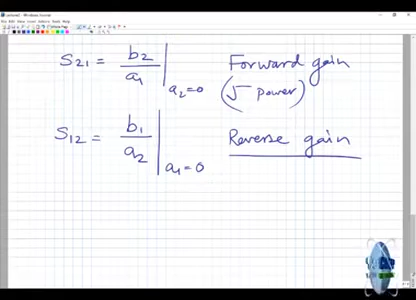 S21 = b2/a1 | a2=0 Forward gain
(√ power)
S12 = b1/a2 | a1=0 Reverse gain